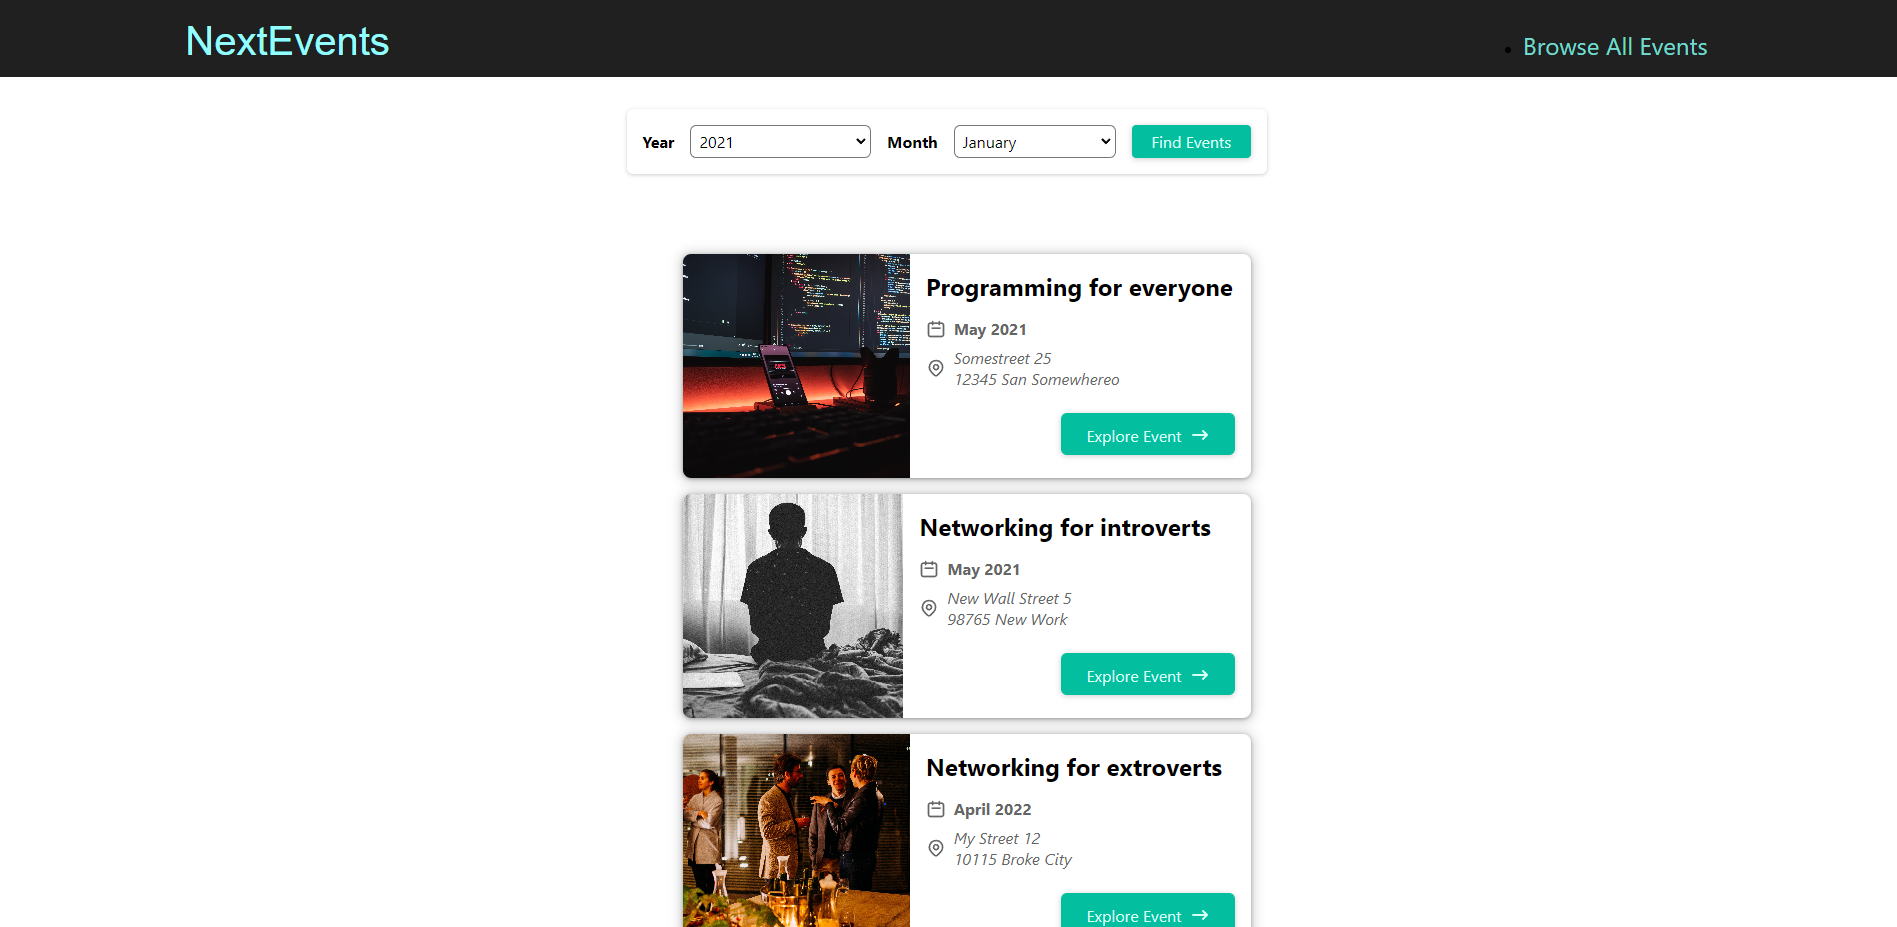 NextEvents
Browse All Events
Year 2021 Month January Find Events
Programming for everyone
May 2021
Somestreet 25
12345 San Somewhereo
Explore Event
Networking for introverts
May 2021
New Wall Street 5
98765 New Work
Explore Event
Networking for extroverts
April 2022
My Street 12
10115 Broke City
Explore Event